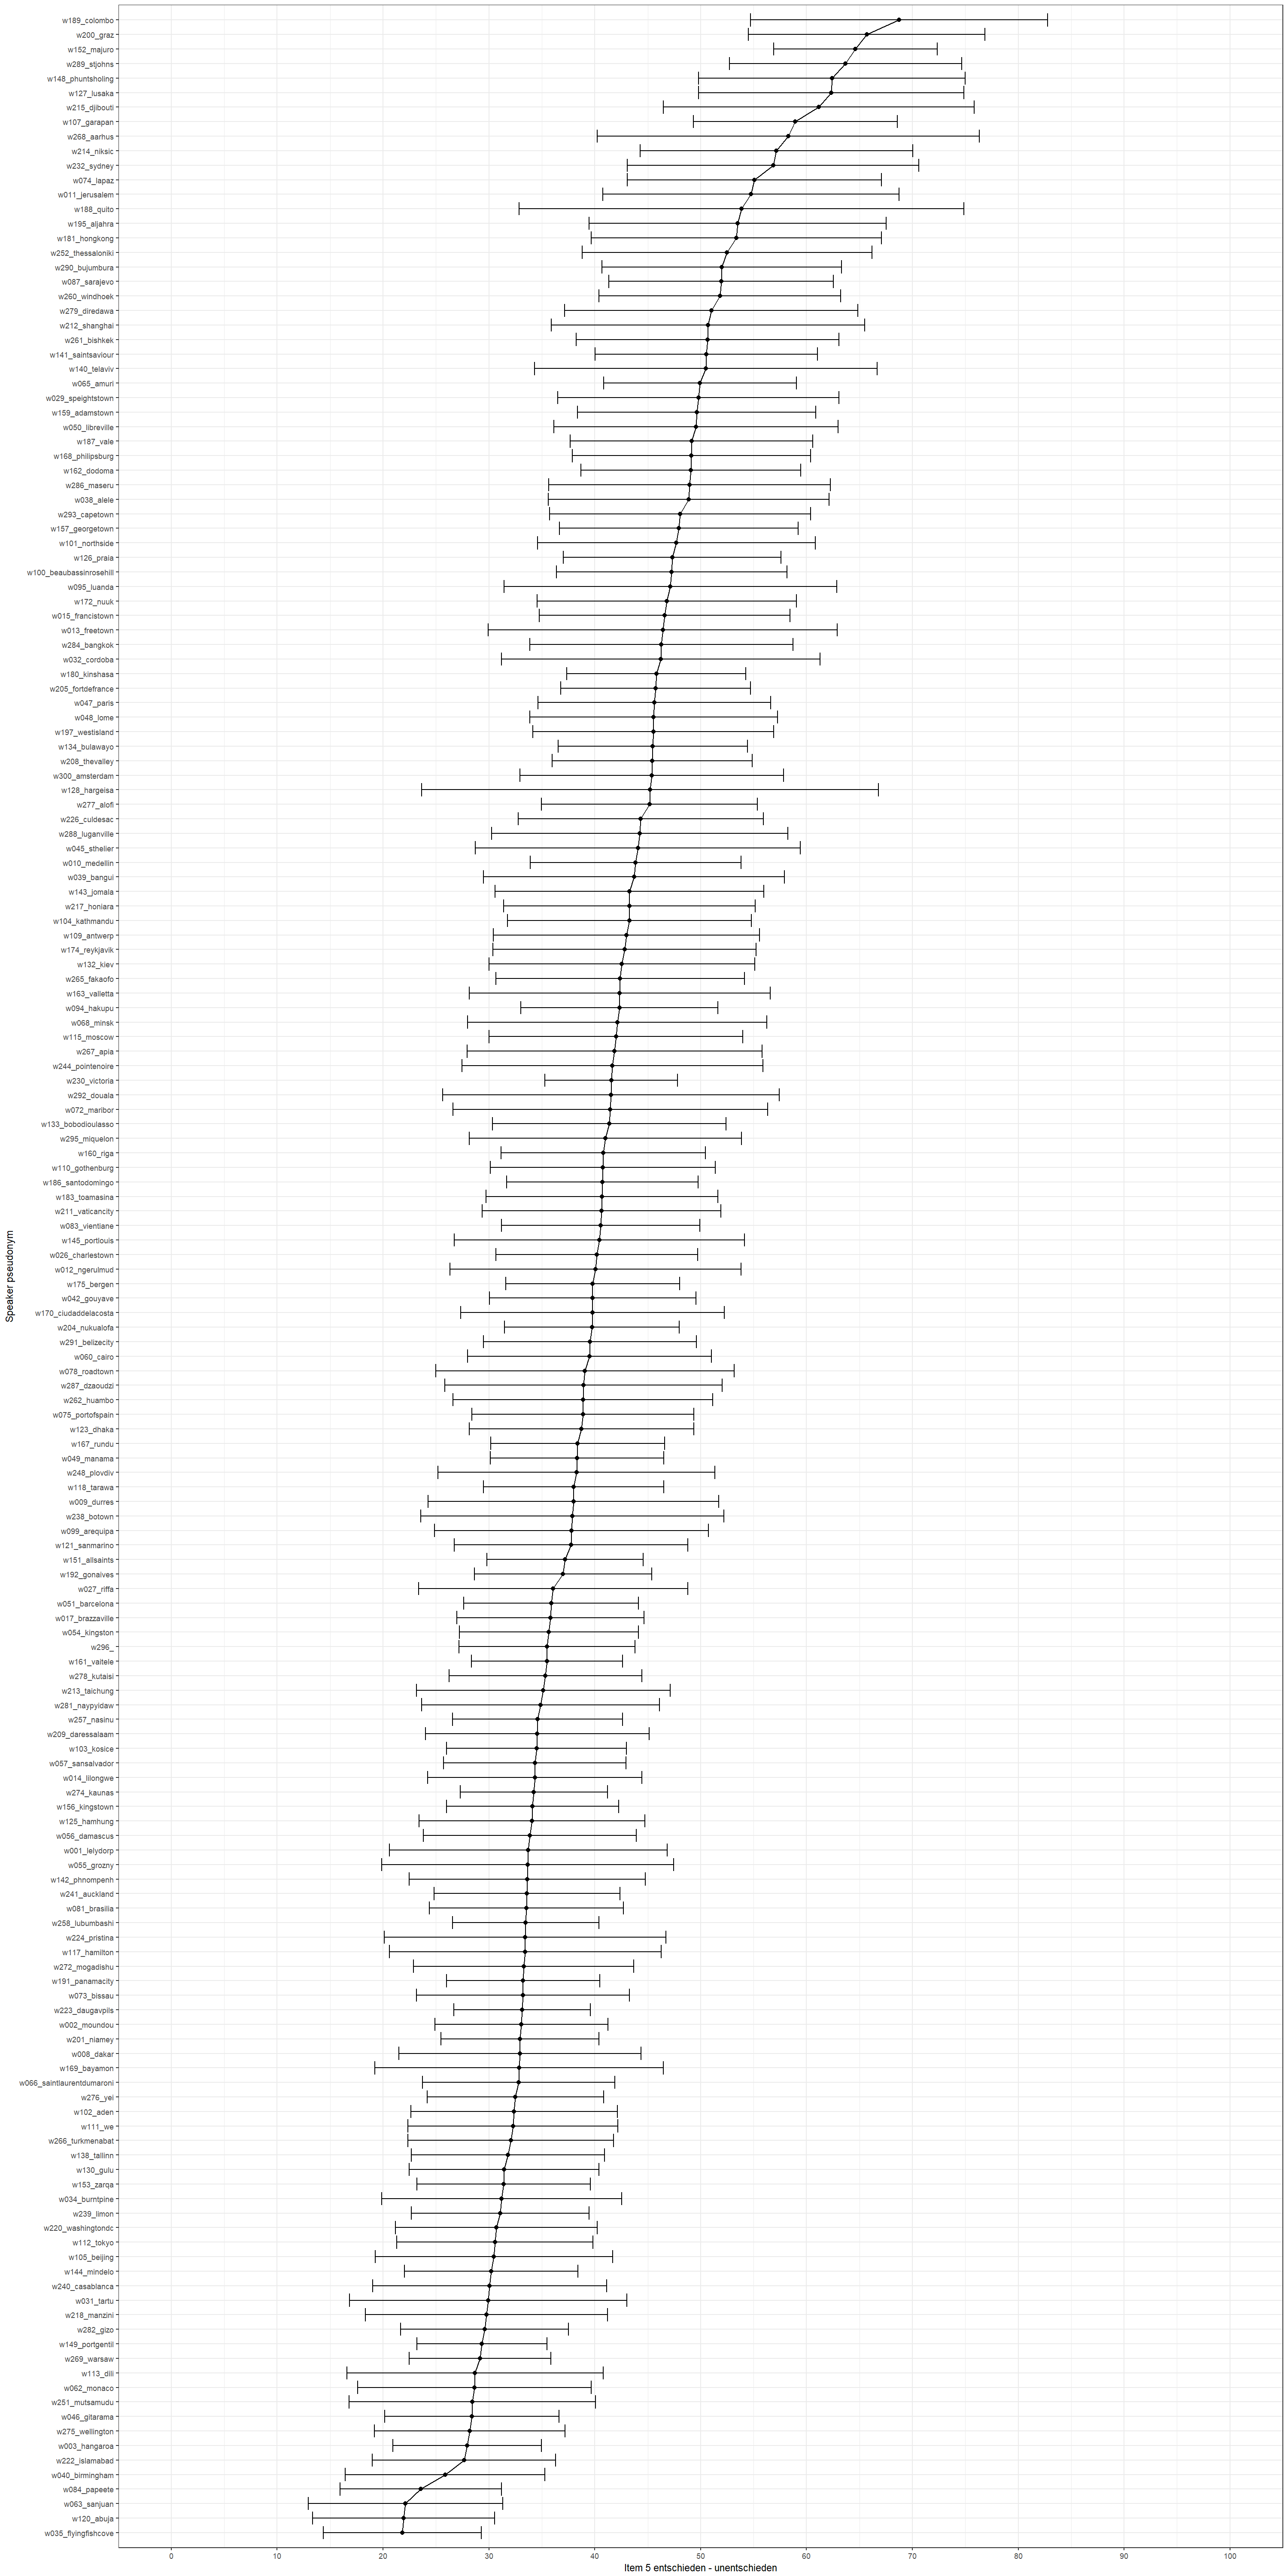 w189_colombo
w200_graz
w152_majuro
w289_stjohns
w148_phuntsholing
w127_lusaka
w215_djibouti
w107_garapan
w268_aarhus
w214_niksic
w232_sydney
w074_lapaz
w011_jerusalem
w188_quito
w195_aljahra
w181_hongkong
w252_thessaloniki
w290_bujumbura
w087_sarajevo
w260_windhoek
w279_diredawa
w212_shanghai
w261_bishkek
w141_saintsaviour
w140_telaviv
w065_amuri
w029_speightstown
w159_adamstown
w050_libreville
w187_vale
w168_philipsburg
w162_dodoma
w286_maseru
w038_alele
w293_capetown
w157_georgetown
w101_northside
w126_praia
w100_beaubassinrosehill
w095_luanda
w172_nuuk
w015_francistown
w013_freetown
w284_bangkok
w032_cordoba
w180_kinshasa
w205_fortdefrance
w047_paris
w048_lome
w197_westisland
w134_bulawayo
w208_thevalley
w300_amsterdam
w128_hargeisa
w277_alofi
w226_culdesac
w288_luganville
w045_sthelier
w010_medellin
w039_bangui
w143_jomala
w217_honiara
w104_kathmandu
w109_antwerp
w174_reykjavik
w132_kiev
w265_fakaofo
w163_valletta
w094_hakupu
w068_minsk
w115_moscow
w267_apia
w244_pointenoire
w230_victoria
w292_douala
w072_maribor
w133_bobodioulasso
w295_miquelon
w160_riga
w110_gothenburg
w186_santodomingo
w183_toamasina
w211_vaticancity
w083_vientiane
w145_portlouis
w026_charlestown
w012_ngerulmud
w175_bergen
w042_gouyave
w170_ciudaddelacosta
w204_nukualofa
w291_belizecity
w060_cairo
w078_roadtown
w287_dzaoudzi
w262_huambo
w075_portofspain
w123_dhaka
w167_rundu
w049_manama
w248_plovdiv
w118_tarawa
w009_durres
w238_botown
w099_arequipa
w121_sanmarino
w151_allsaints
w192_gonaives
w027_riffa
w051_barcelona
w017_brazzaville
w054_kingston
w296_
w161_vaitele
w278_kutaisi
w213_taichung
w281_naypyidaw
w257_nasinu
w209_daressalaam
w103_kosice
w057_sansalvador
w014_lilongwe
w274_kaunas
w156_kingstown
w125_hamhung
w056_damascus
w001_lelydorp
w055_grozny
w142_phnompenh
w241_auckland
w081_brasilia
w258_lubumbashi
w224_pristina
w117_hamilton
w272_mogadishu
w191_panamacity
w073_bissau
w223_daugavpils
w002_moundou
w201_niamey
w008_dakar
w169_bayamon
w066_saintlaurentdumaroni
w276_yei
w102_aden
w111_we
w266_turkmenabat
w138_tallinn
w130_gulu
w153_zarqa
w034_burntpine
w239_limon
w220_washingtondc
w112_tokyo
w105_beijing
w144_mindelo
w240_casablanca
w031_tartu
w218_manzini
w282_gizo
w149_portgentil
w269_warsaw
w113_dili
w062_monaco
w251_mutsamudu
w046_gitarama
w275_wellington
w003_hangaroa
w222_islamabad
w040_birmingham
w084_papeete
w063_sanjuan
w120_abuja
w035_flyingfishcove
0 10 20 30 40 50 60 70 80 90 100
Item 5 entschieden - unentschieden
Speaker pseudonym